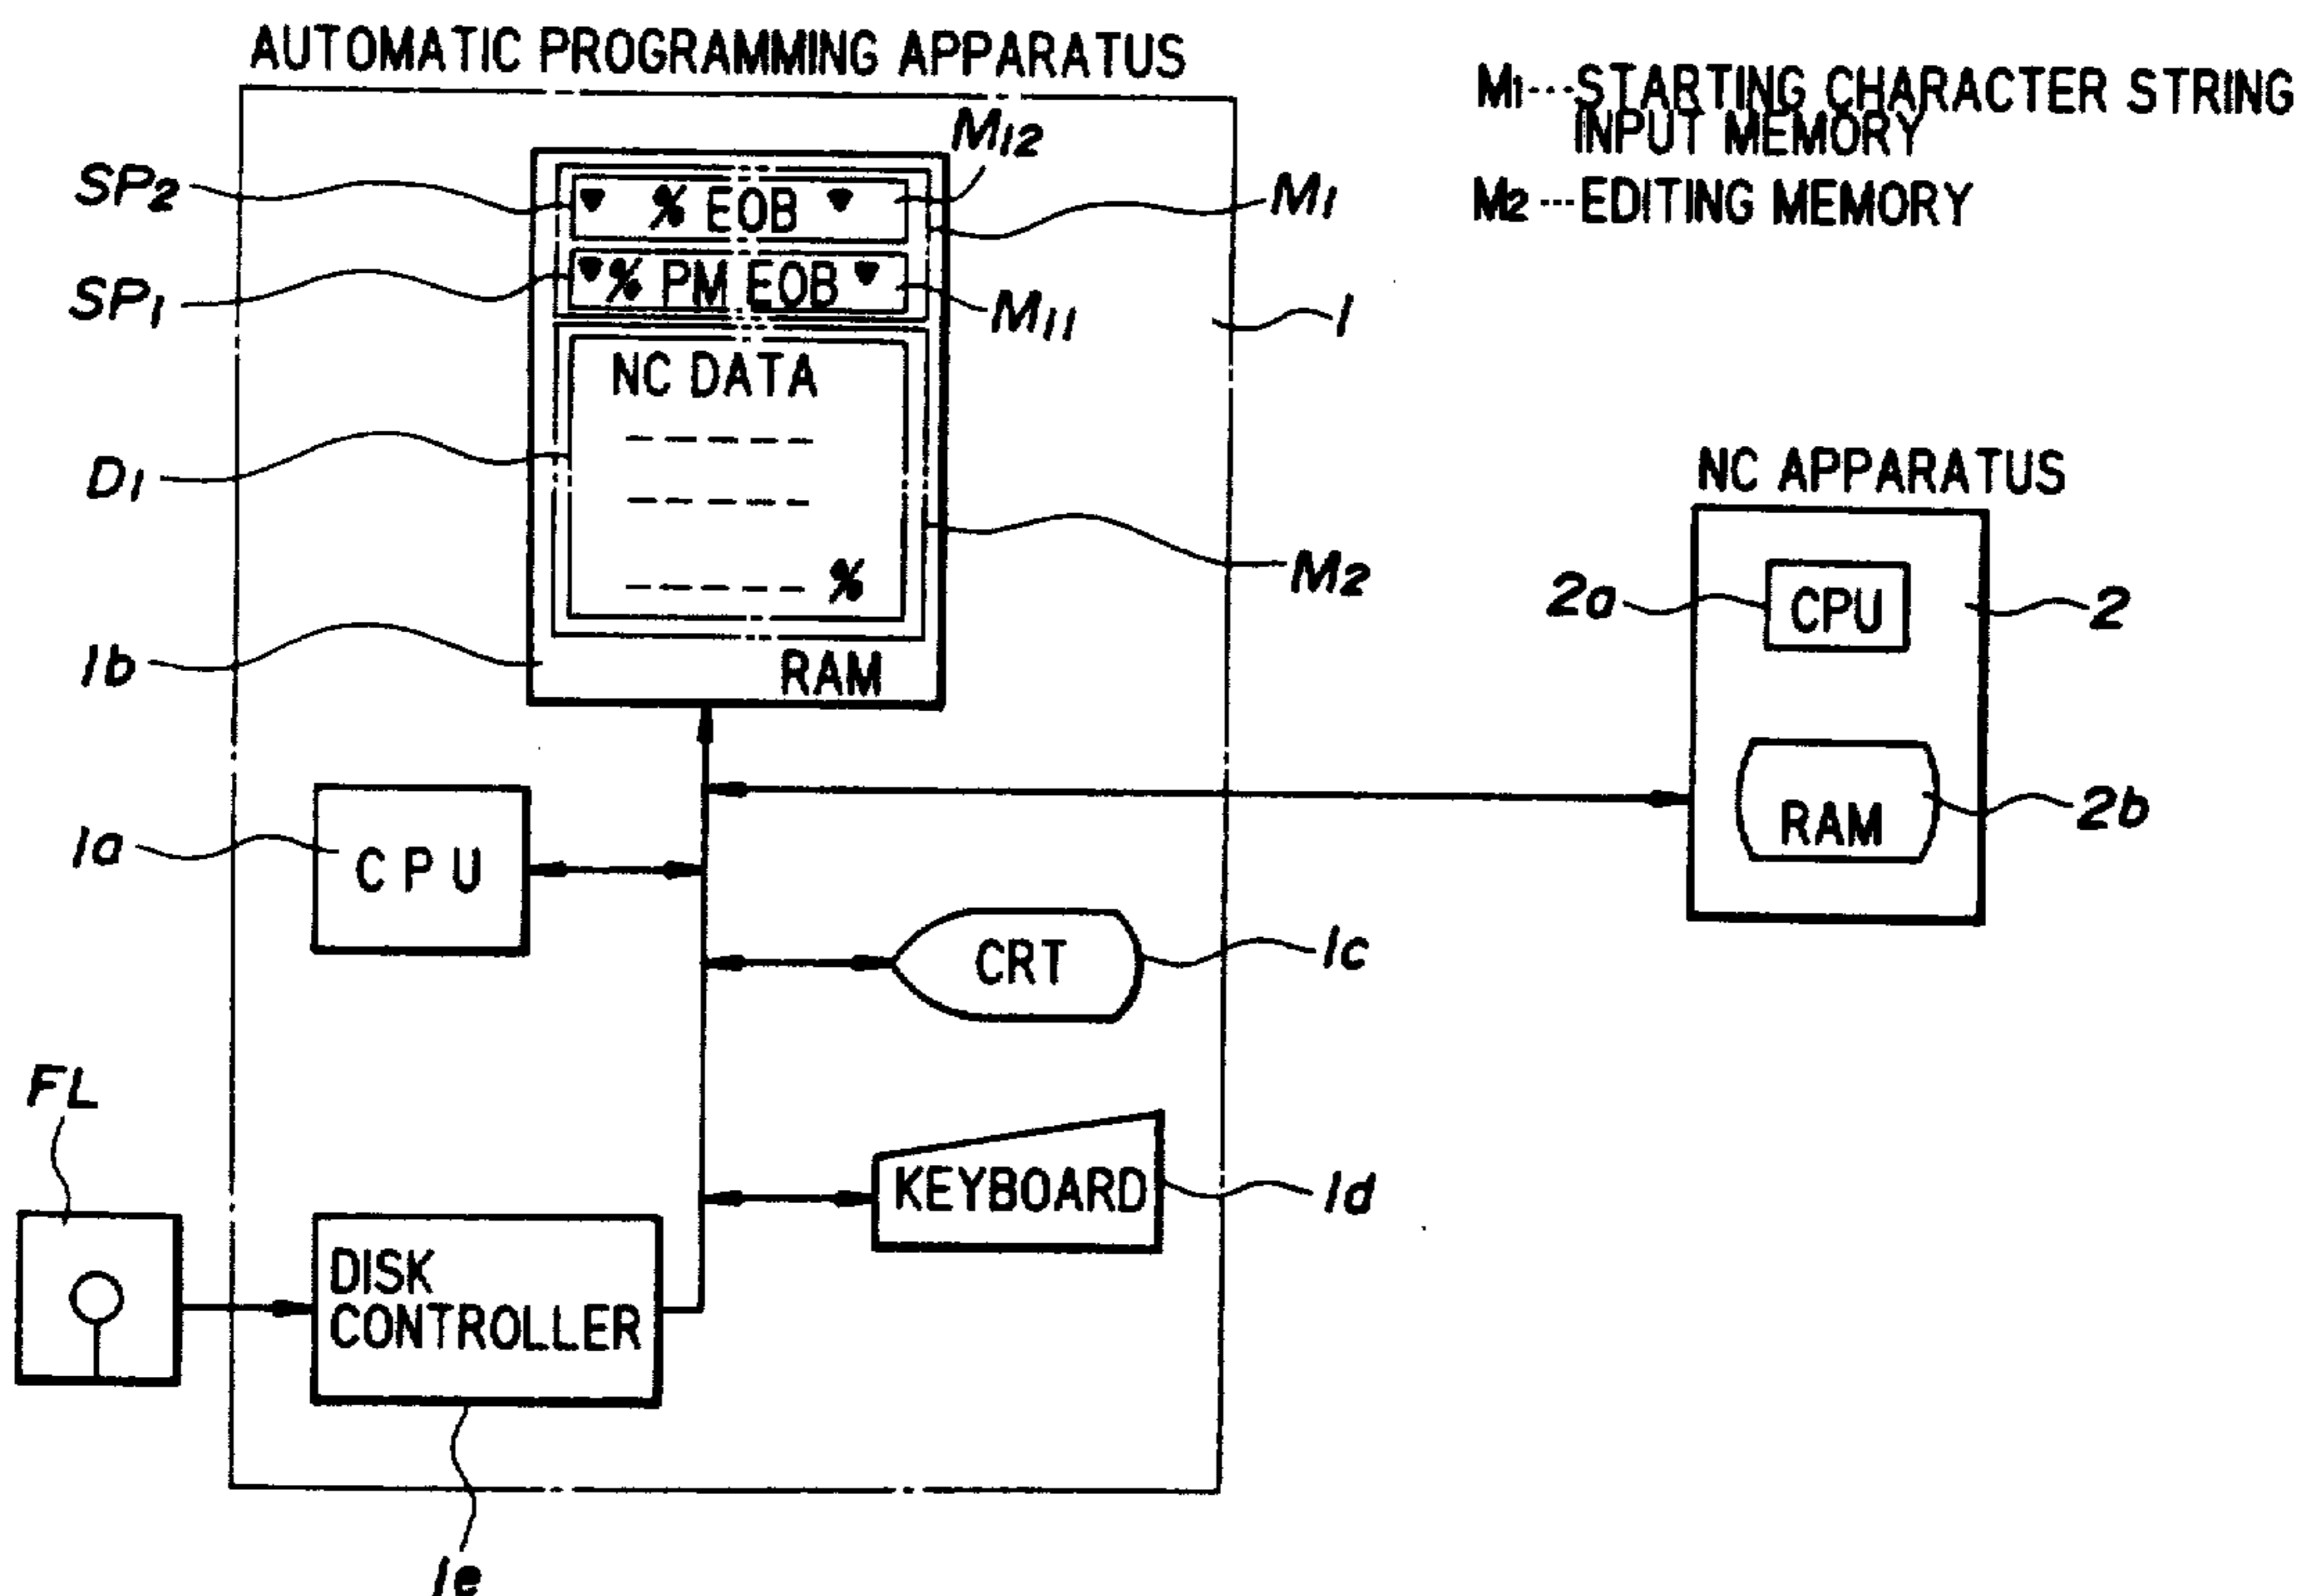 AUTOMATIC PROGRAMMING APPARATUS
M1···STARTING CHARACTER STRING
INPUT MEMORY
M2···EDITING MEMORY
M12
SP2
% EOB
M1
SP1
% PM EOB
M11
1
NC DATA
D1
NC APPARATUS
%
M2
2a
CPU
2
1b
RAM
2b
RAM
1a
CPU
CRT
1c
FL
KEYBOARD
1d
DISK
CONTROLLER
1e